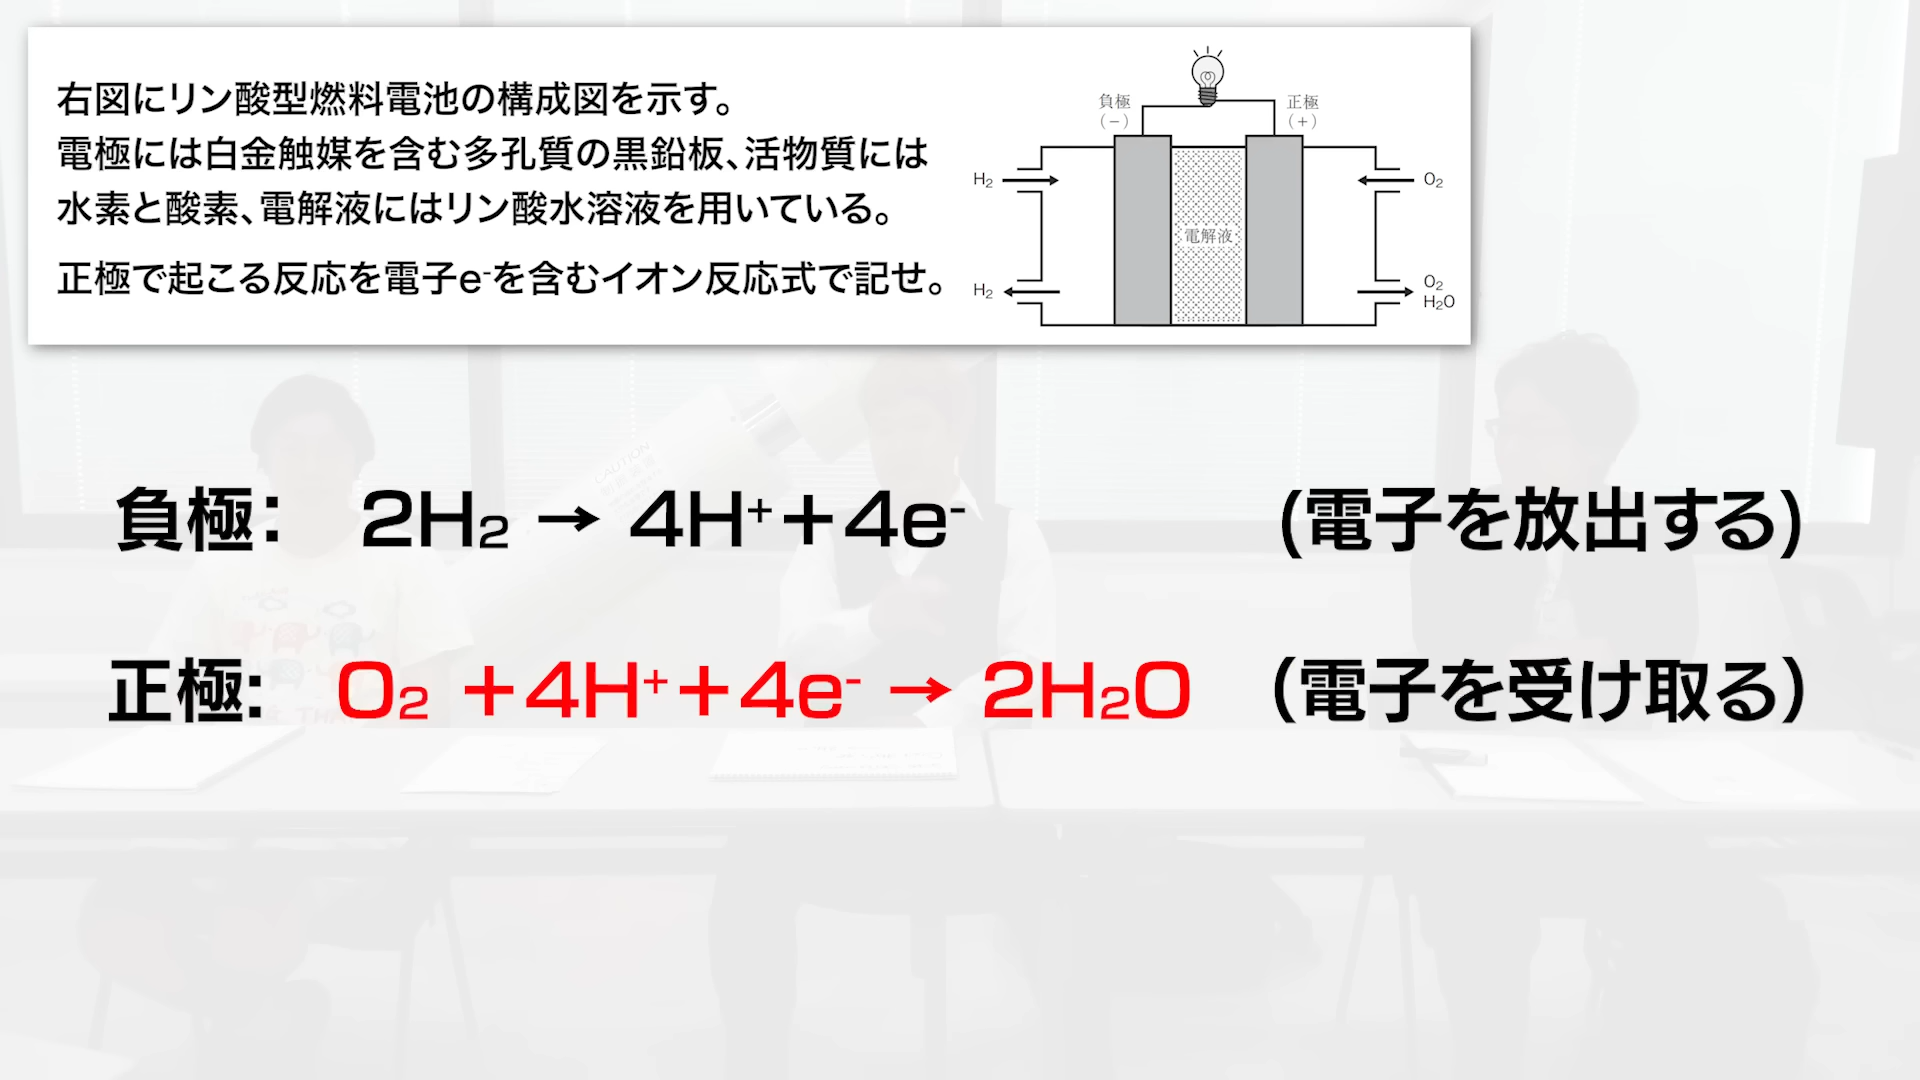 右図にリン酸型燃料電池の構成図を示す。
電極には白金触媒を含む多孔質の黒鉛板、活物質には
水素と酸素、電解液にはリン酸水溶液を用いている。
正極で起こる反応を電子e⁻を含むイオン反応式で記せ。
負極
(−)
正極
(+)
H₂
O₂
電解液
H₂
O₂
H₂O
CAUTION
負極: 2H₂ → 4H⁺+4e⁻ (電子を放出する)
正極: O₂ +4H⁺+4e⁻ → 2H₂O (電子を受け取る)